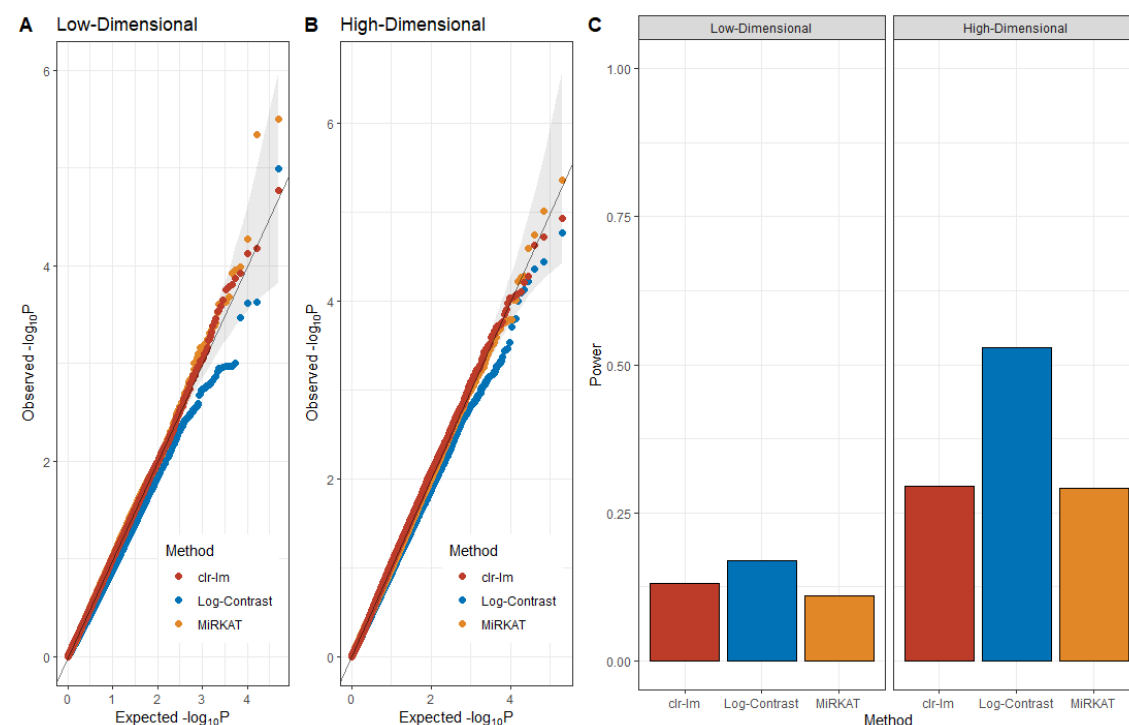 A Low-Dimensional
6
4
2
0
Observed -log10P
0 1 2 3 4
Expected -log10P
Method
clr-lm
Log-Contrast
MiRKAT
B High-Dimensional
6
4
2
0
Observed -log10P
0 2 4
Expected -log10P
Method
clr-lm
Log-Contrast
MiRKAT
C
Low-Dimensional High-Dimensional
1.00
0.75
0.50
0.25
0.00
Power
clr-lm Log-Contrast MiRKAT clr-lm Log-Contrast MiRKAT
Method